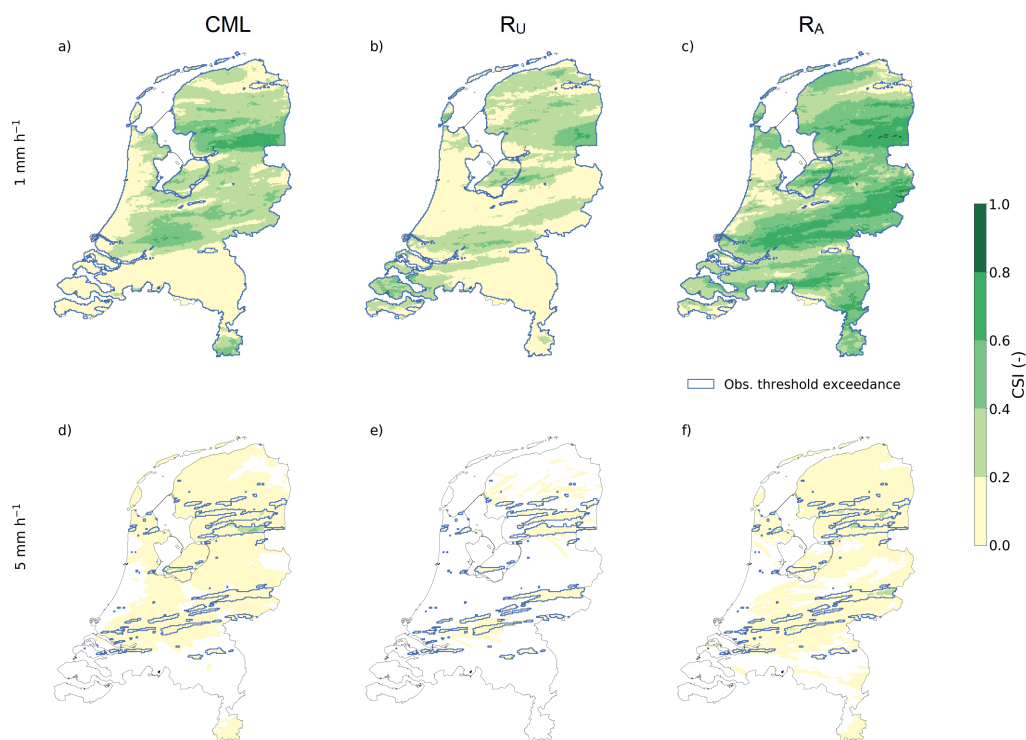 CML
R_U
R_A
a)
b)
c)
1 mm h⁻¹
Obs. threshold exceedance
d)
e)
f)
5 mm h⁻¹
1.0
0.8
0.6
0.4
0.2
0.0
CSI (-)